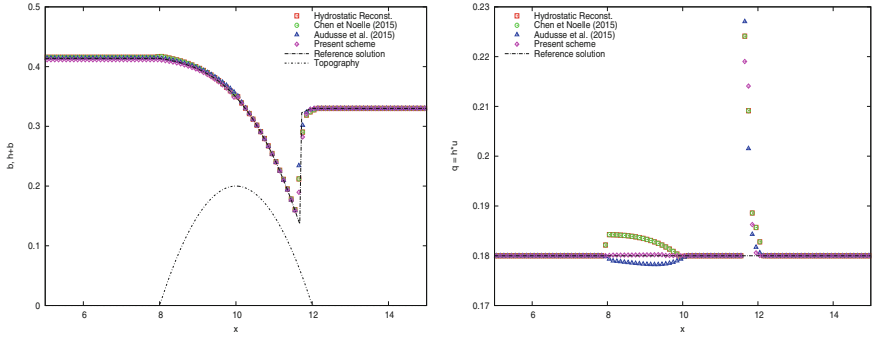 0.5
0.4
0.3
0.2
0.1
0
b, h+b
6
8
10
12
14
x
Hydrostatic Reconst.
Chen et Noelle (2015)
Audusse et al. (2015)
Present scheme
Reference solution
Topography
0.23
0.22
0.21
0.2
0.19
0.18
0.17
q = h*u
6
8
10
12
14
x
Hydrostatic Reconst.
Chen et Noelle (2015)
Audusse et al. (2015)
Present scheme
Reference solution